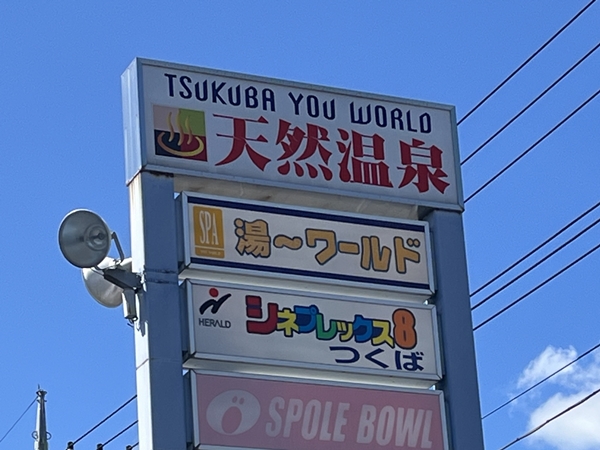 TSUKUBA YOU WORLD
天然温泉
SPA
湯〜ワールド
HERALD
シネプレックス8
つくば
SPOLE BOWL